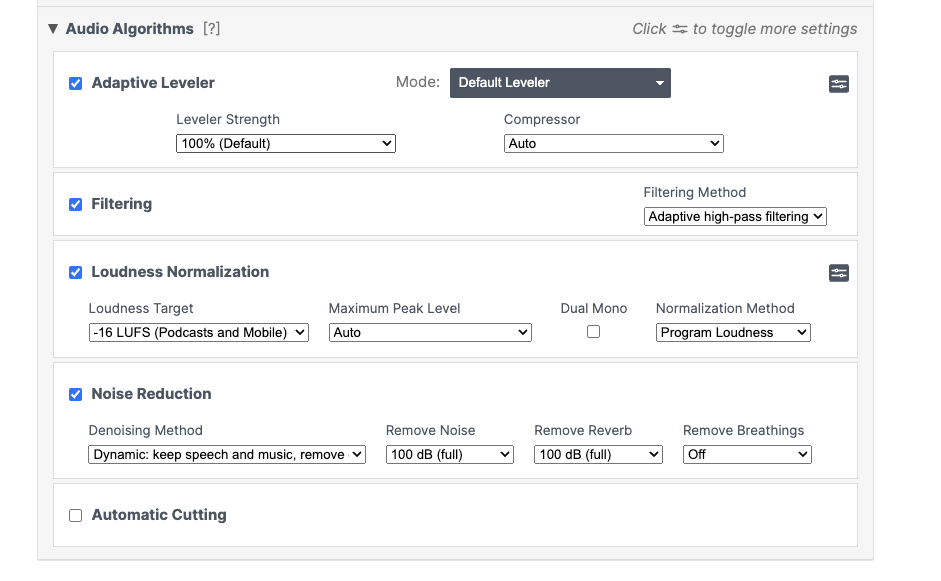 ▼ Audio Algorithms [?] Click to toggle more settings
Adaptive Leveler Mode: Default Leveler
Leveler Strength Compressor
100% (Default) Auto
Filtering Filtering Method
Adaptive high-pass filtering
Loudness Normalization
Loudness Target Maximum Peak Level Dual Mono Normalization Method
-16 LUFS (Podcasts and Mobile) Auto Program Loudness
Noise Reduction
Denoising Method Remove Noise Remove Reverb Remove Breathings
Dynamic: keep speech and music, remove 100 dB (full) 100 dB (full) Off
Automatic Cutting